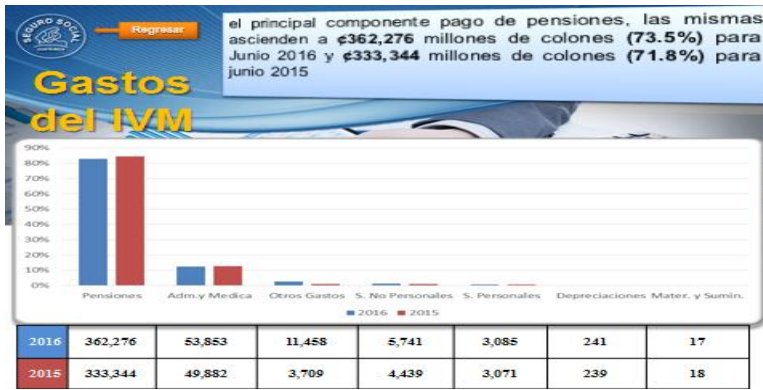 SEGURO SOCIAL
Regresar
Gastos
del IVM
el principal componente pago de pensiones, las mismas
ascienden a ¢362,276 millones de colones (73.5%) para
Junio 2016 y ¢333,344 millones de colones (71.8%) para
junio 2015
90%
80%
70%
60%
50%
40%
30%
20%
10%
0%
Pensiones Adm.y Medica Otros Gastos S. No Personales S. Personales Depreciaciones Mater. y Sumin.
2016 2015
2016 362,276 53,853 11,458 5,741 3,085 241 17
2015 333,344 49,882 3,709 4,439 3,071 239 18